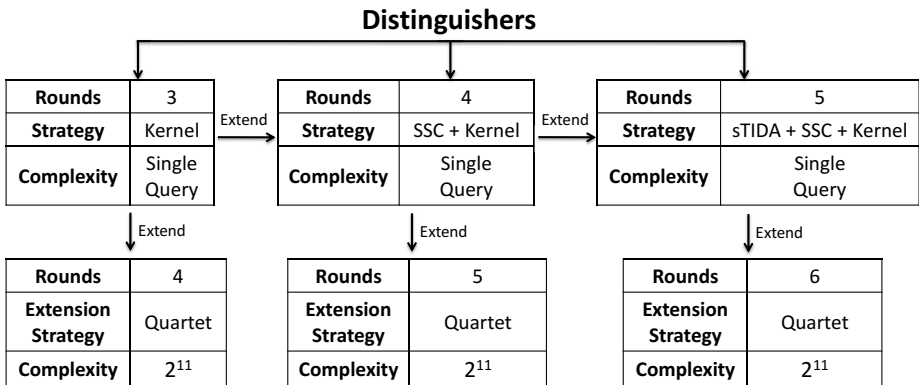 Distinguishers
Rounds 3
Strategy Kernel
Complexity Single Query
Extend
Rounds 4
Strategy SSC + Kernel
Complexity Single Query
Extend
Rounds 5
Strategy sTIDA + SSC + Kernel
Complexity Single Query
Extend
Extend
Extend
Rounds 4
Extension Strategy Quartet
Complexity 2¹¹
Rounds 5
Extension Strategy Quartet
Complexity 2¹¹
Rounds 6
Extension Strategy Quartet
Complexity 2¹¹